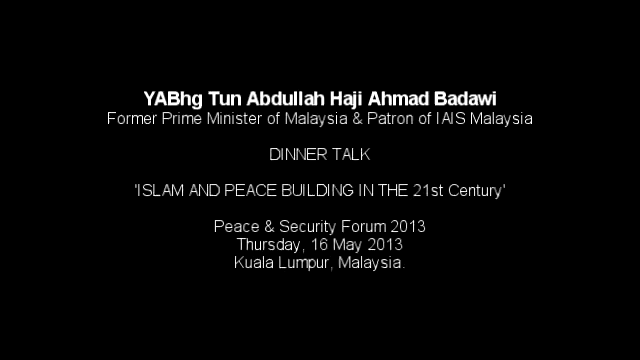 YABhg Tun Abdullah Haji Ahmad Badawi
Former Prime Minister of Malaysia & Patron of IAIS Malaysia
DINNER TALK
'ISLAM AND PEACE BUILDING IN THE 21st Century'
Peace & Security Forum 2013
Thursday, 16 May 2013
Kuala Lumpur, Malaysia.